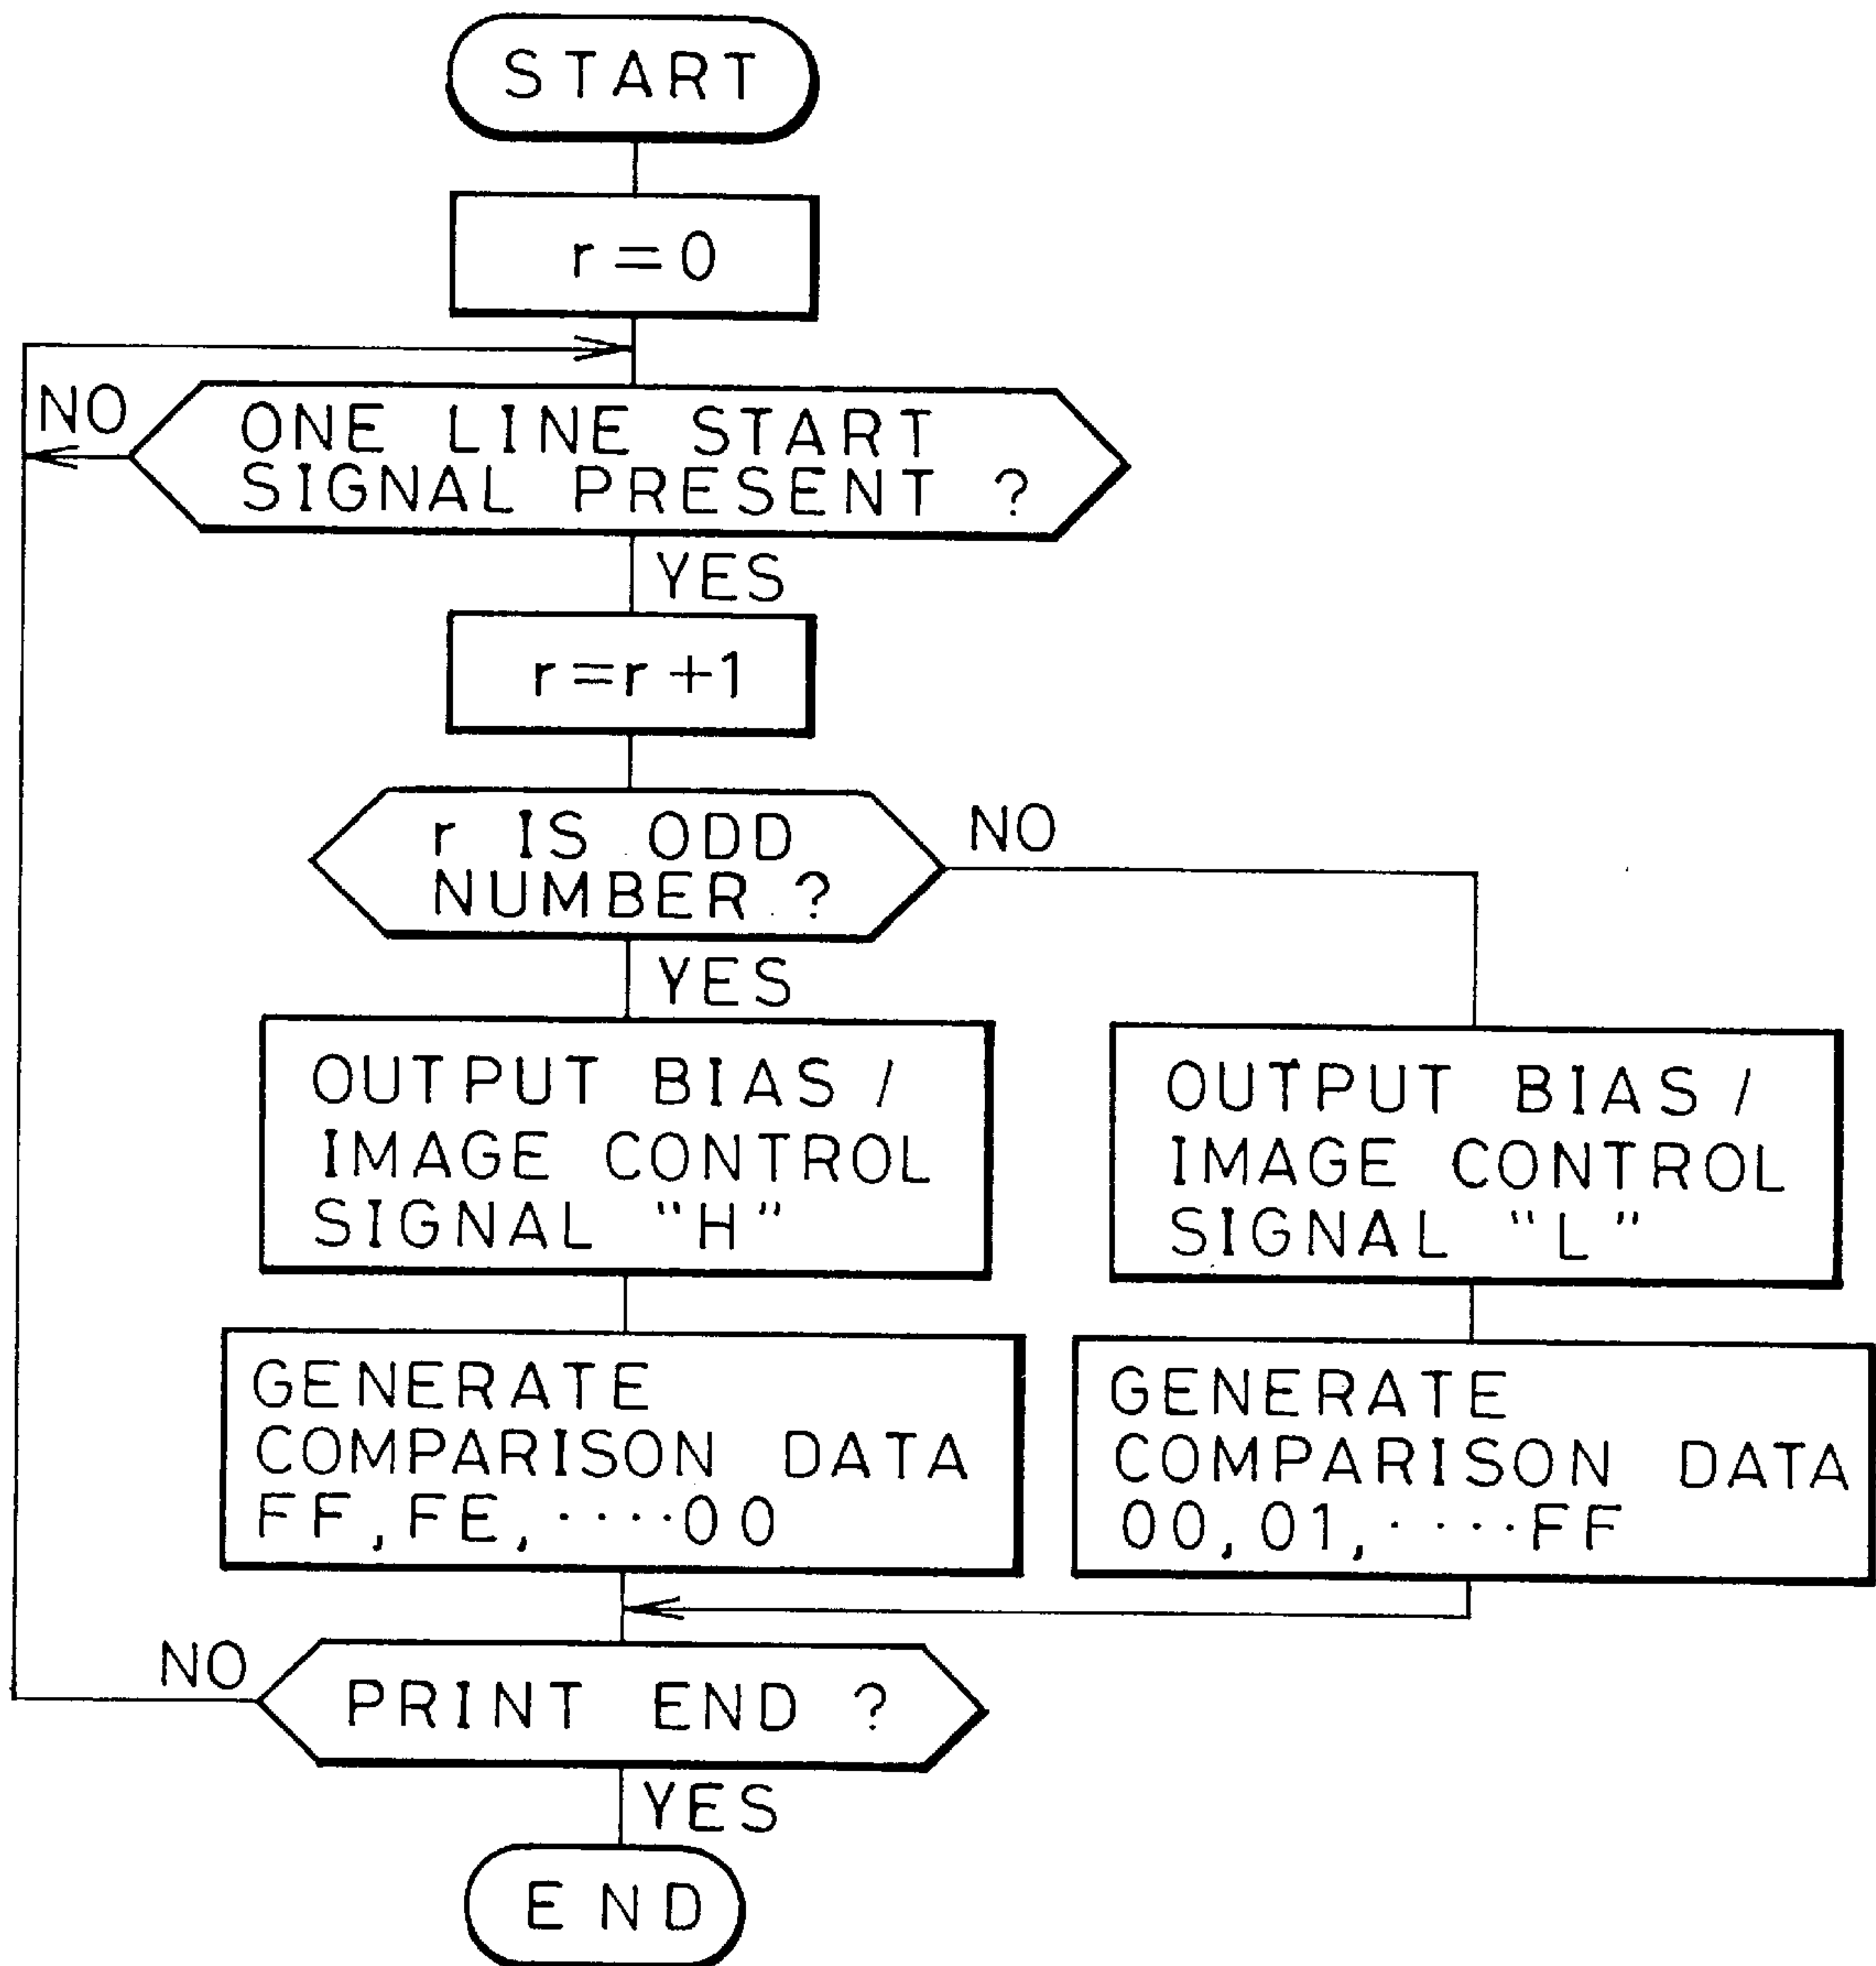 START
r=0
NO
ONE LINE START
SIGNAL PRESENT ?
YES
r=r+1
r IS ODD
NUMBER ?
NO
YES
OUTPUT BIAS /
IMAGE CONTROL
SIGNAL "H"
OUTPUT BIAS /
IMAGE CONTROL
SIGNAL "L"
GENERATE
COMPARISON DATA
FF,FE,····00
GENERATE
COMPARISON DATA
00,01,····FF
NO
PRINT END ?
YES
END